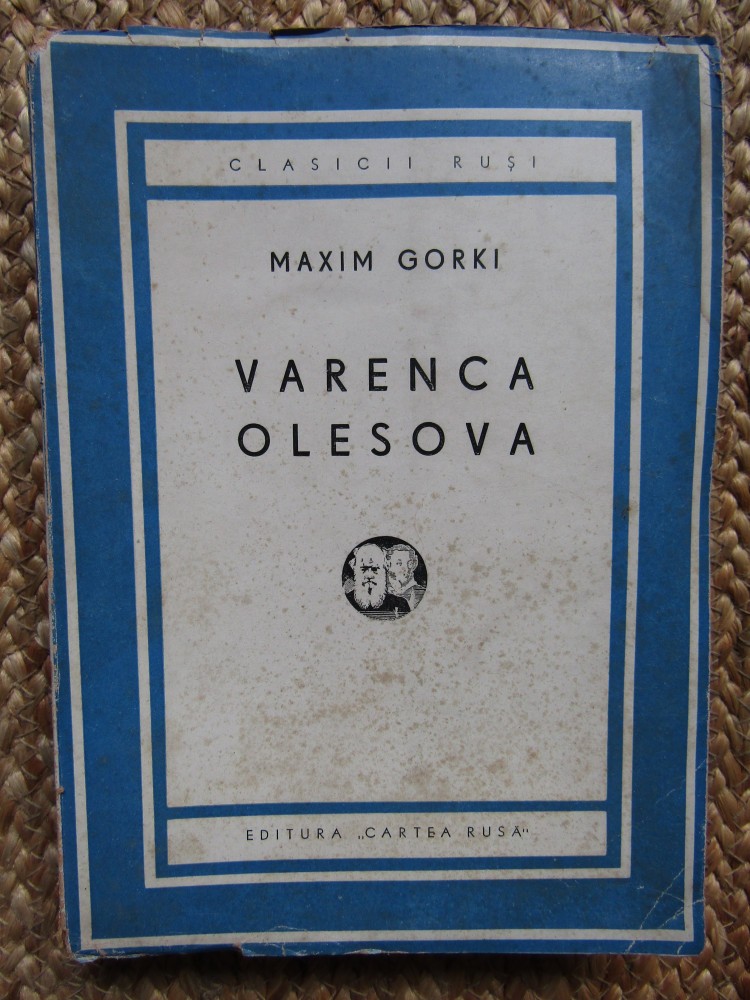 CLASICII RUȘI
MAXIM GORKI
VARENCA
OLESOVA
EDITURA „CARTEA RUSĂ"